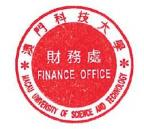 澳門科技大學
財務處
FINANCE OFFICE
MACAU UNIVERSITY OF SCIENCE AND TECHNOLOGY